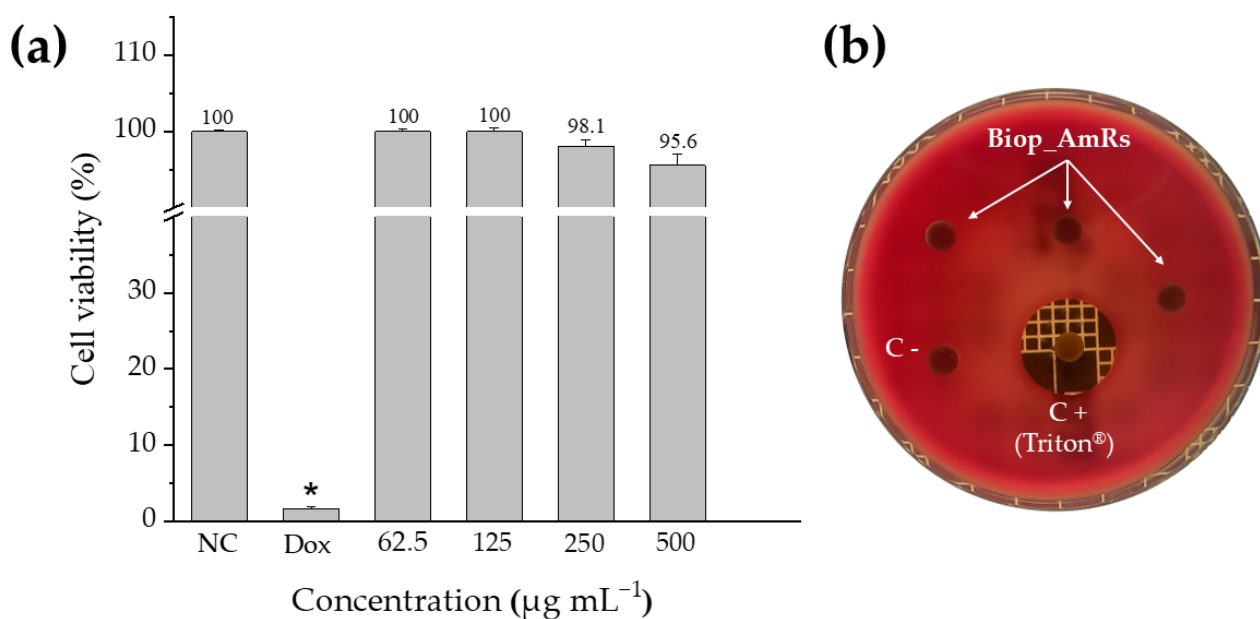 (a)
Cell viability (%)
110
100
30
20
10
0
100
100
100
98.1
95.6
*
NC Dox 62.5 125 250 500
Concentration (µg mL⁻¹)
(b)
Biop_AmRs
C -
C +
(Triton®)